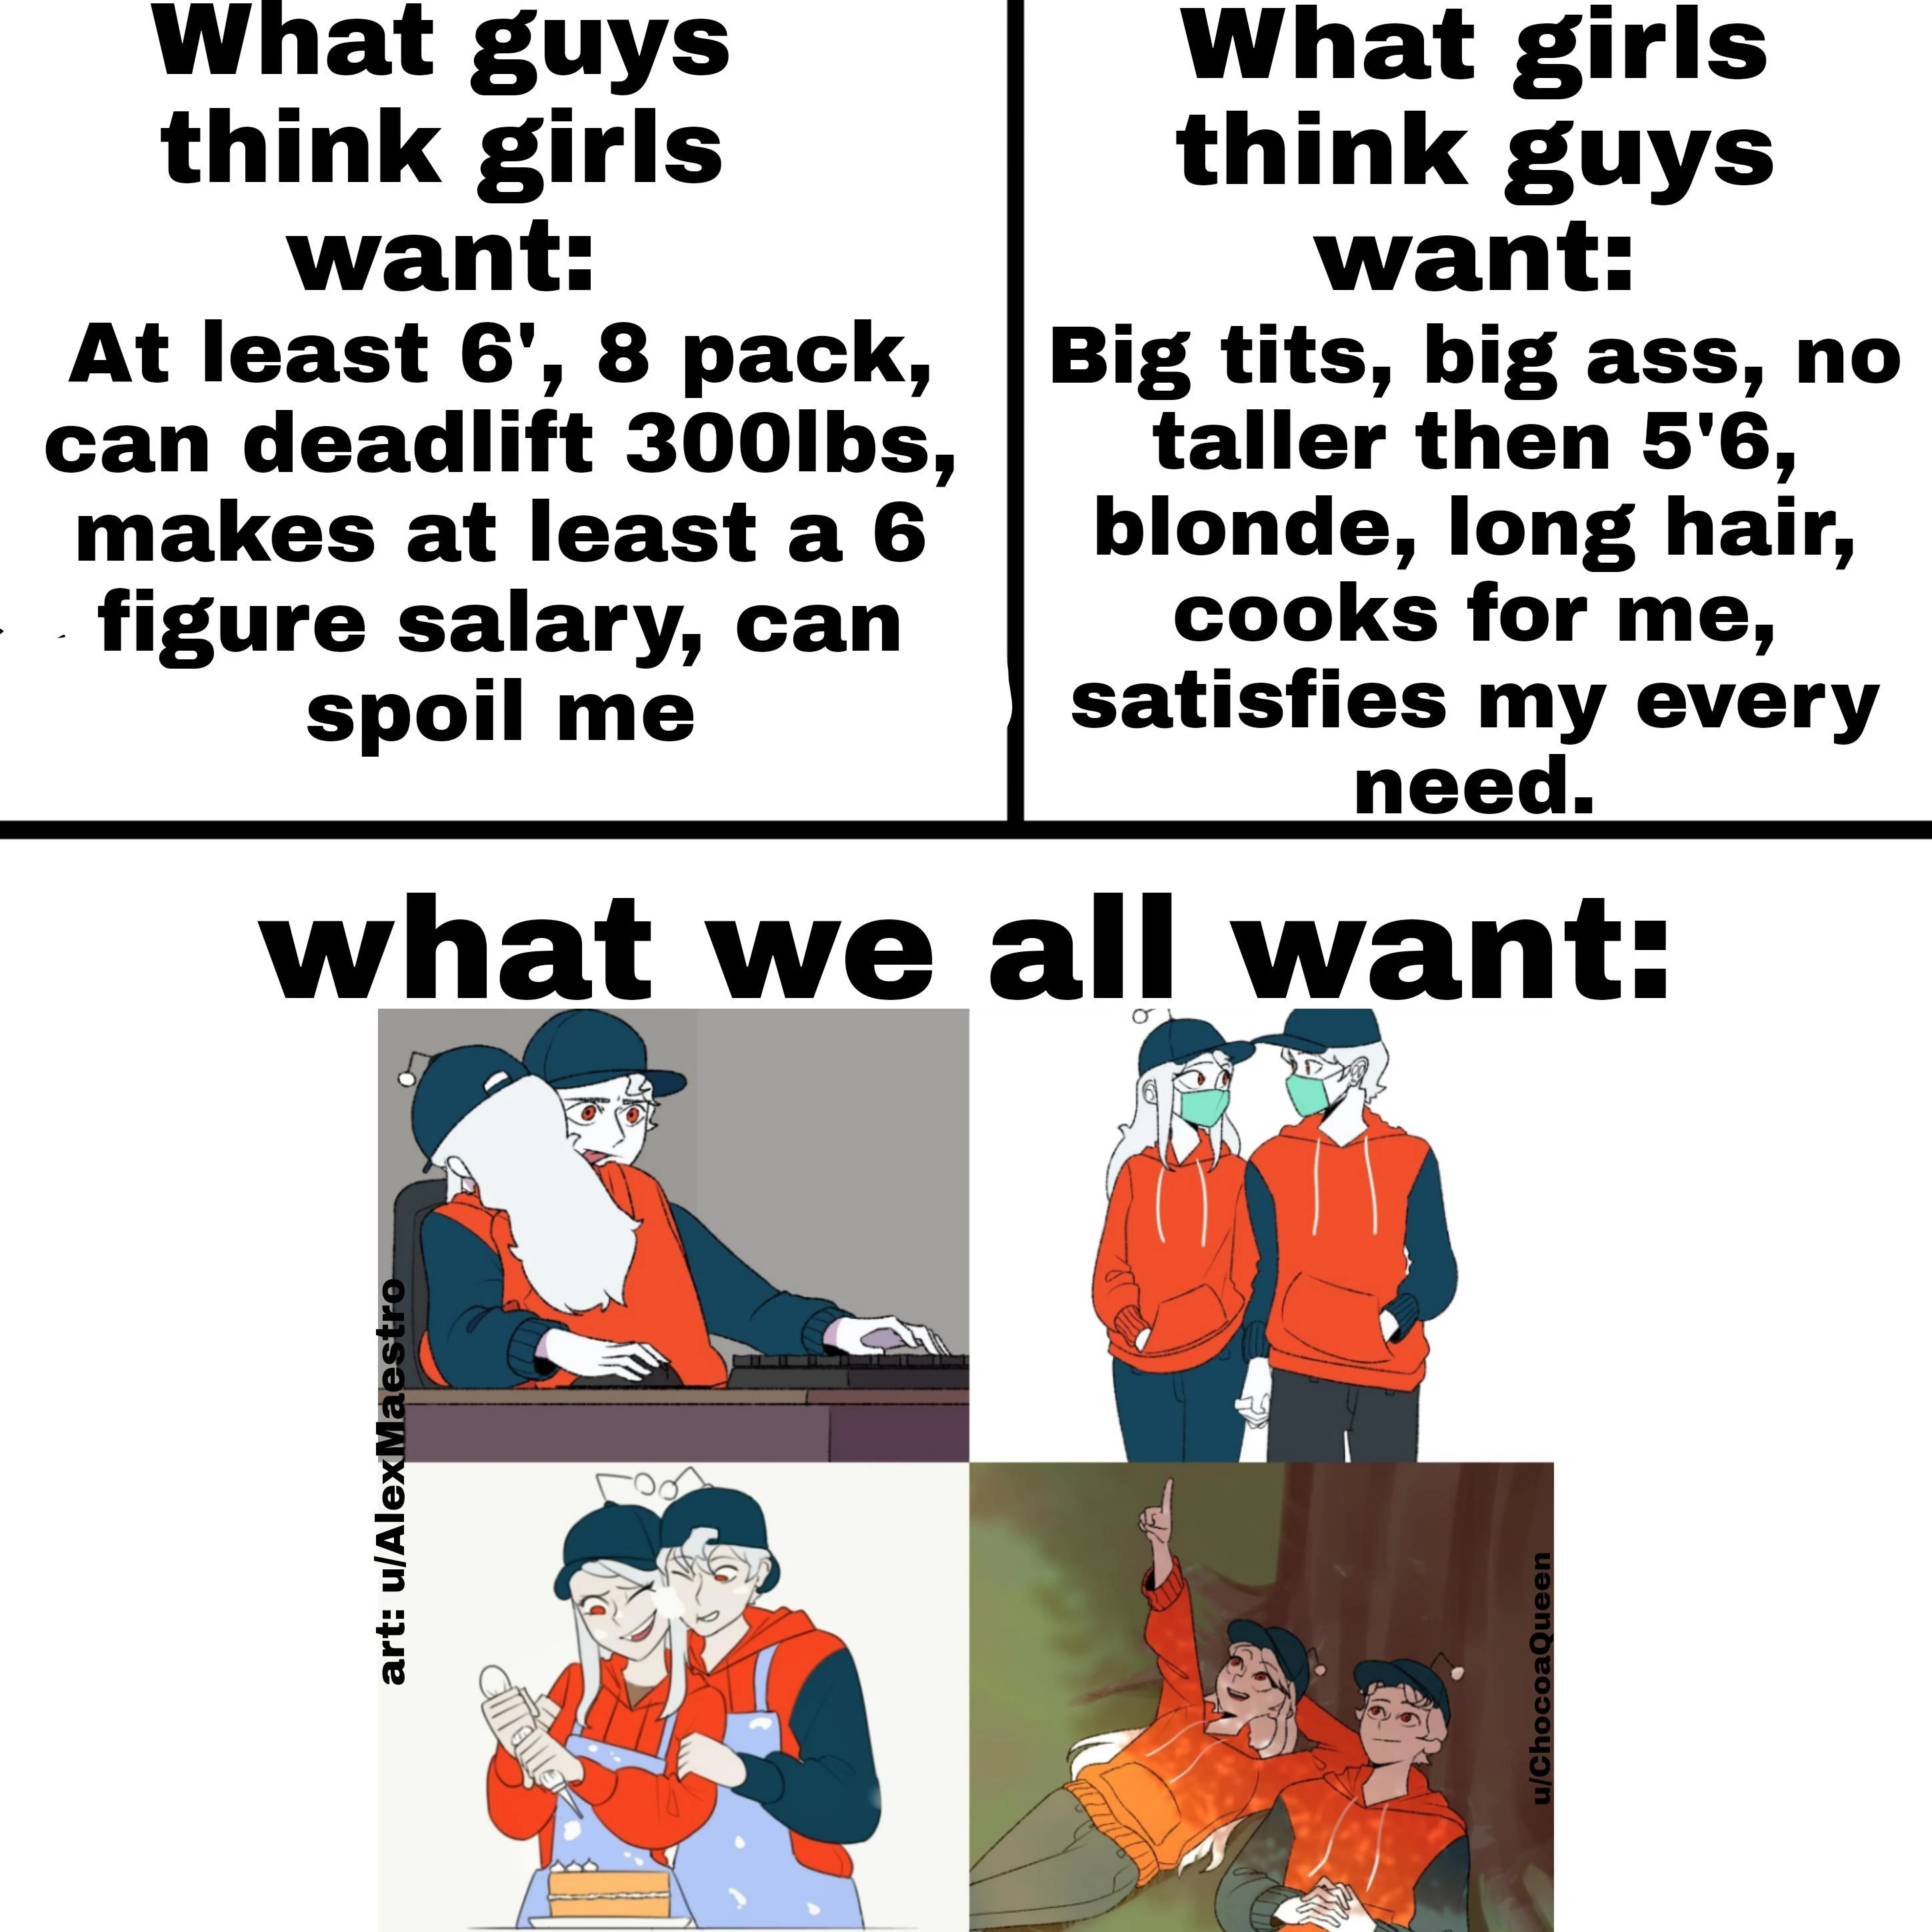 What guys
think girls
want:
At least 6', 8 pack,
can deadlift 300lbs,
makes at least a 6
figure salary, can
spoil me
What girls
think guys
want:
Big tits, big ass, no
taller then 5'6,
blonde, long hair,
cooks for me,
satisfies my every
need.
what we all want:
art: u/AlexMaestro
u/ChocoaQueen